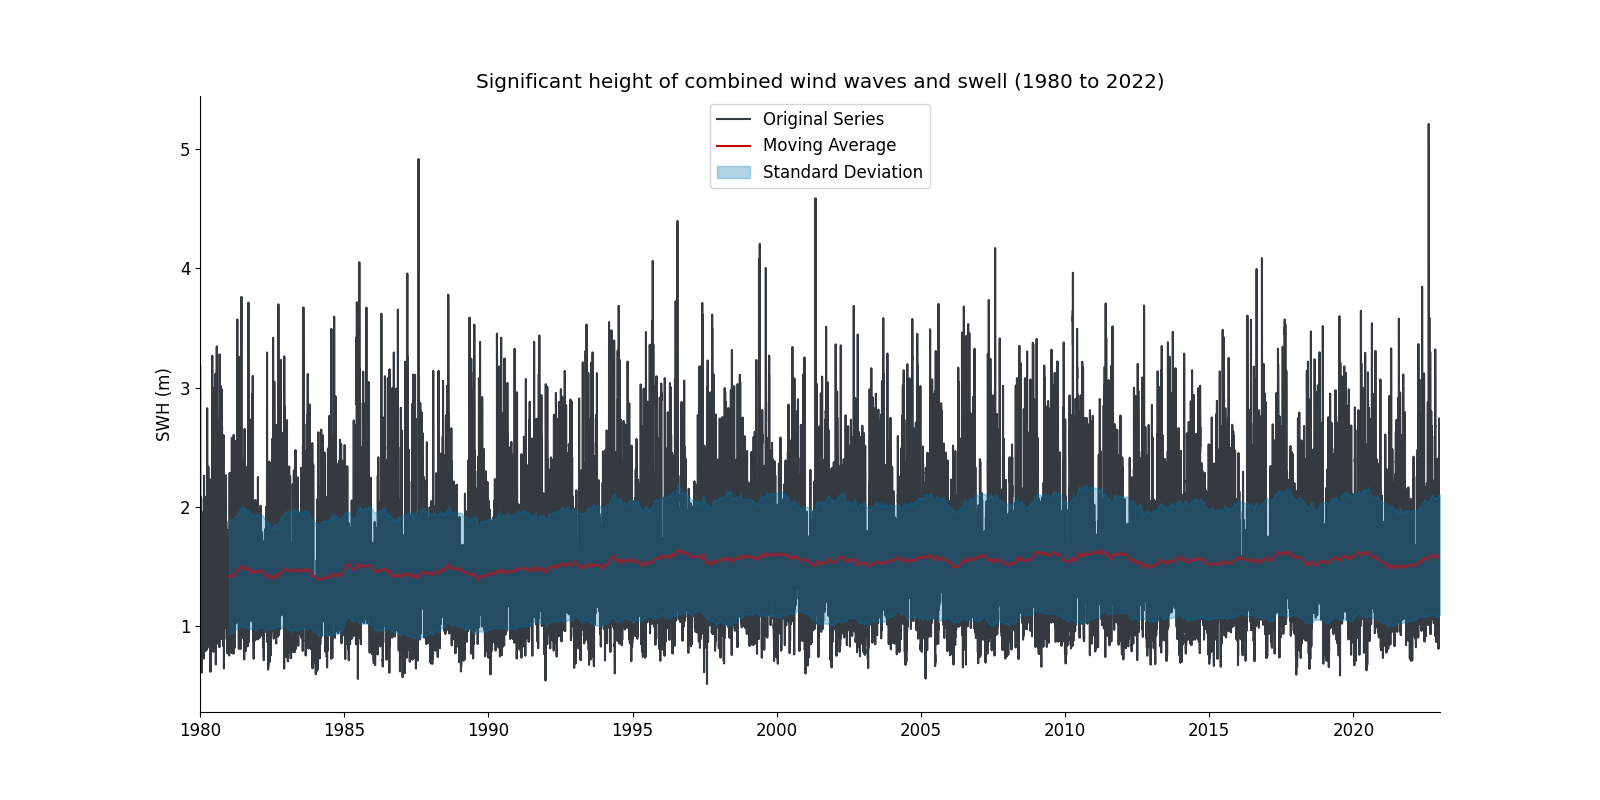 Significant height of combined wind waves and swell (1980 to 2022)
Original Series
Moving Average
Standard Deviation
5
4
3
2
1
SWH (m)
1980 1985 1990 1995 2000 2005 2010 2015 2020